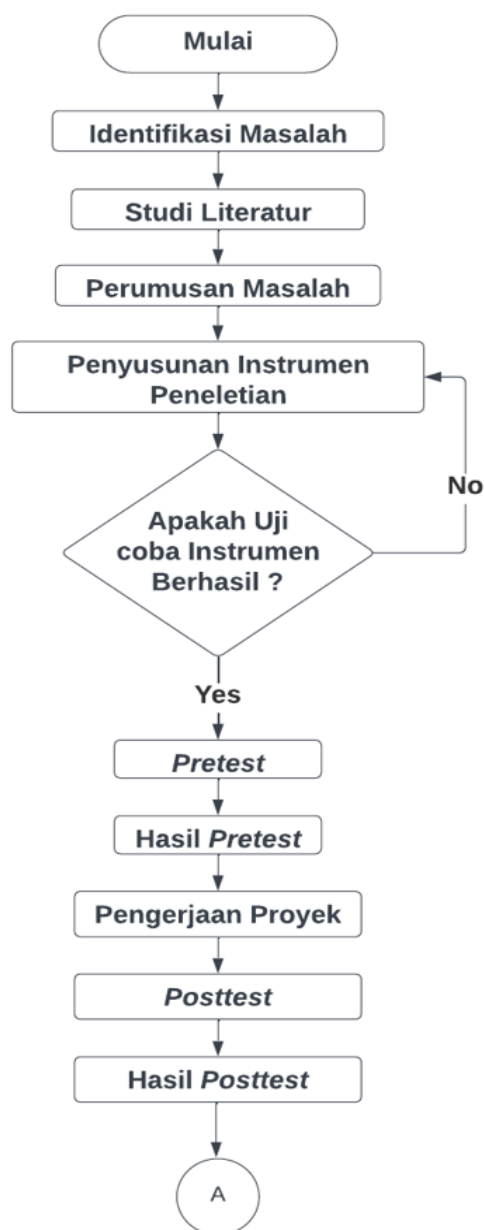 Mulai
Identifikasi Masalah
Studi Literatur
Perumusan Masalah
Penyusunan Instrumen
Peneletian
Apakah Uji
coba Instrumen
Berhasil ?
No
Yes
Pretest
Hasil Pretest
Pengerjaan Proyek
Posttest
Hasil Posttest
A